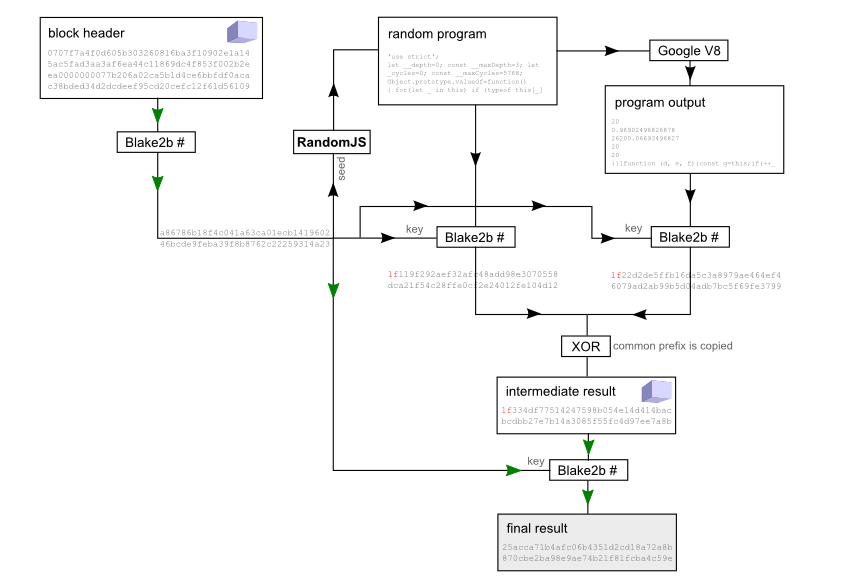 block header
0707f7a4f0d605b303260816ba3f10902e1a14
5ac5fad3aa3af6ea44c11869dc4f853f002b2e
ea0000000077b206a02ca5b1d4ce6bbfdf0aca
c38bded34d2dcdeef95cd20cefc12f61d56109
Blake2b #
random program
'use strict';
let __depth=0; const __maxDepth=3; let
_cycles=0; const __maxCycles=5768;
Object.prototype.valueOf=function()
{ for(let _ in this) if (typeof this[_]
Google V8
program output
20
0.96902496826878
26200.06693496827
20
20
(){function (d, e, f){const g=this;if(++_
RandomJS
seed
a86786b18f4c041a63ca01ecb1419602
46bcde9feba39f8b8762c22259314a23
key
Blake2b #
key
Blake2b #
1f119f292aef32afc48add98e3070558
dca21f54c28ffe0cf2e24012fe104d12
1f22d2de5ffb16da5c3a8979ae464ef4
6079ad2ab99b5d04adb7bc5f69fe3799
XOR
common prefix is copied
intermediate result
1f334df77514247598b054e14d414bac
bcdbb27e7b14a3085f55fc4d97ee7a8b
key
Blake2b #
final result
25acca71b4afc06b4351d2cd18a72a8b
870cbe2ba98e9ae74b21f81fcba4c59e